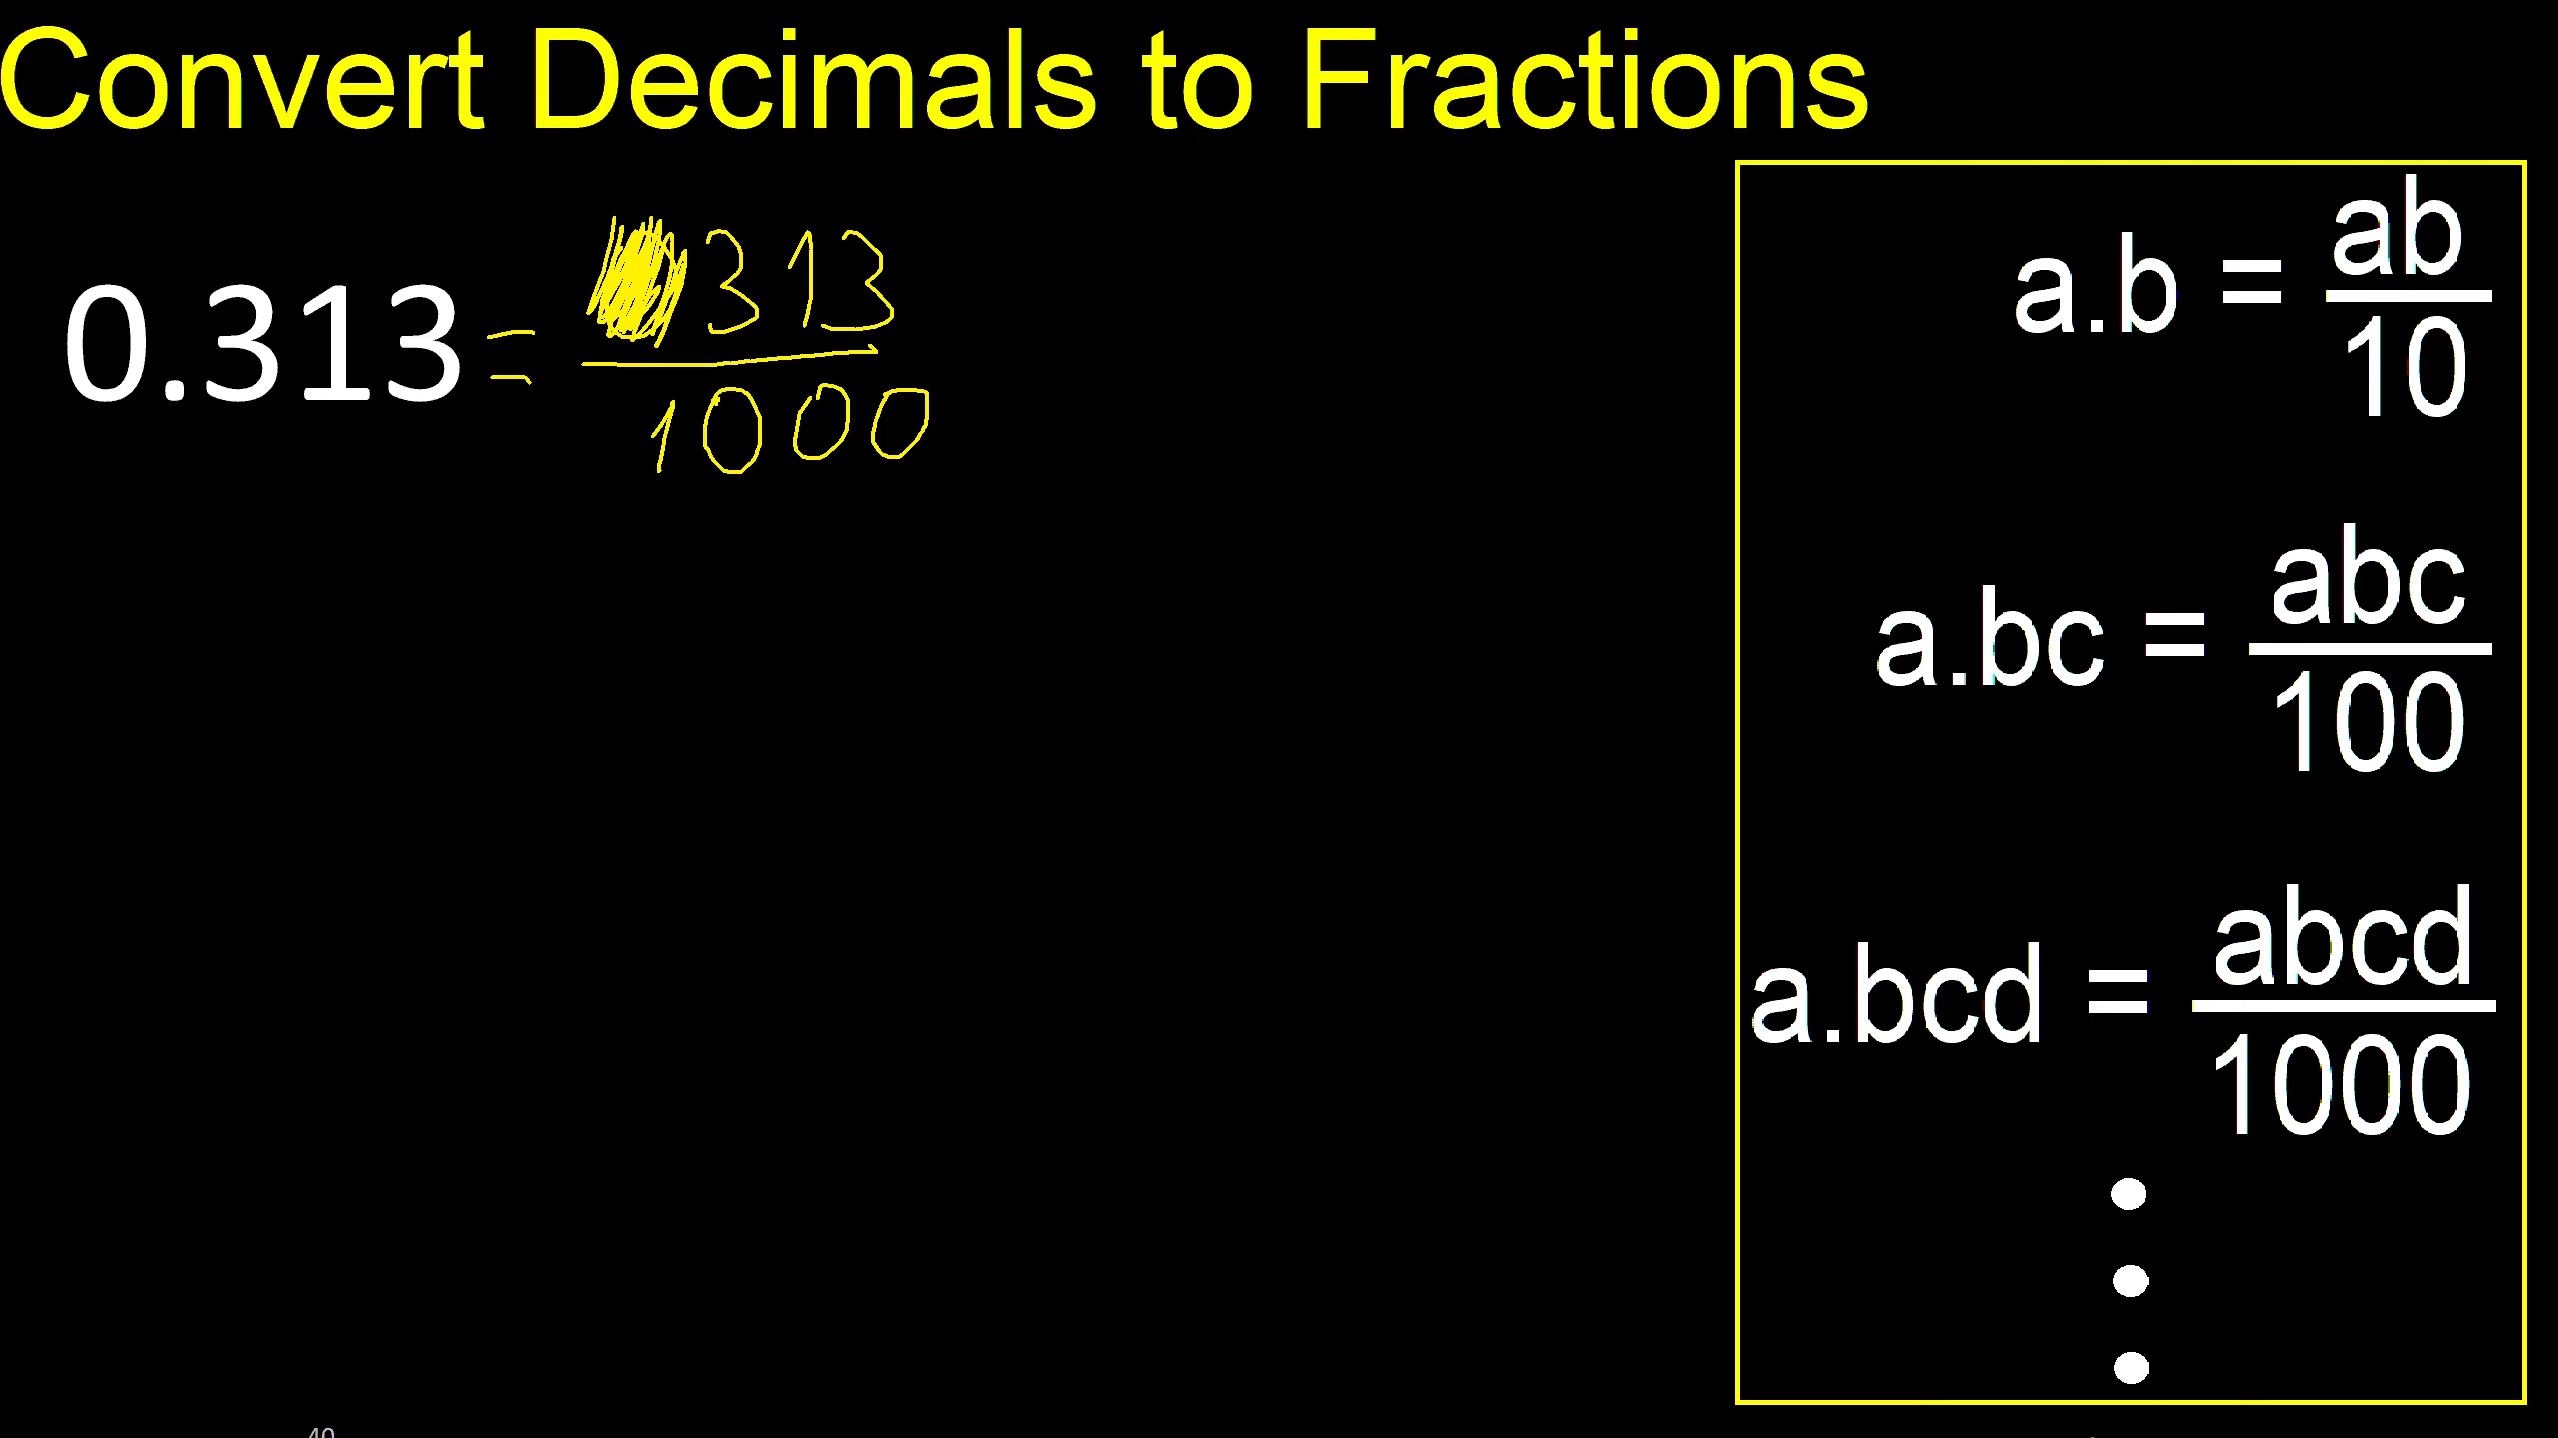 Convert Decimals to Fractions
0.313 = 313/1000
a.b = ab/10
a.bc = abc/100
a.bcd = abcd/1000